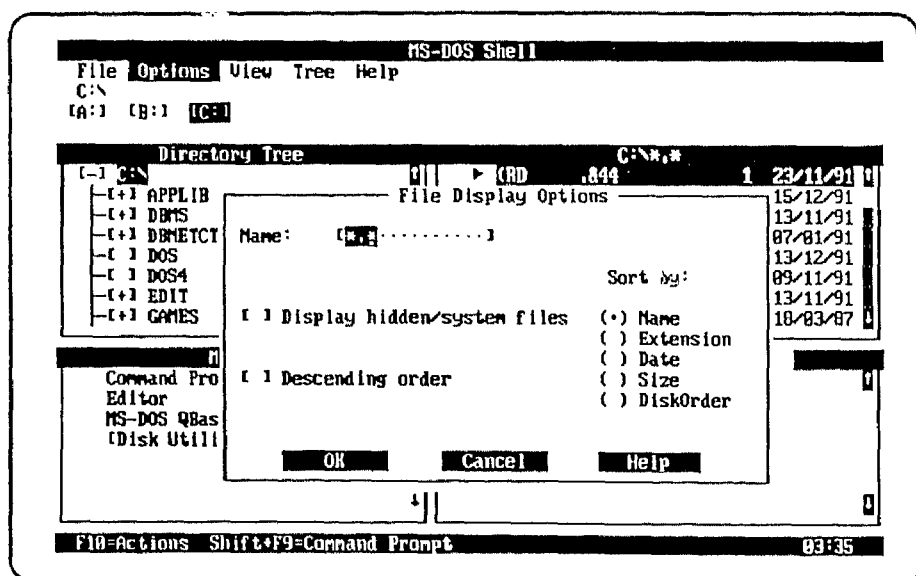 MS-DOS Shell
File Options View Tree Help
C:\
[A:] [B:] [C:]
Directory Tree
C:\*.*
[-] C:\
(RD .844 1 23/11/91
[+] APPLIB
[+] DBMS
[+] DBNETCT
[ ] DOS
[ ] DOS4
[+] EDIT
[+] GAMES
15/12/91
13/11/91
07/01/91
13/12/91
09/11/91
13/11/91
18/03/87
File Display Options
Name: [*.*··········]
Sort by:
[ ] Display hidden/system files
[ ] Descending order
(•) Name
( ) Extension
( ) Date
( ) Size
( ) DiskOrder
OK Cancel Help
M
Command Pro
Editor
MS-DOS QBas
[Disk Utili
F10=Actions Shift+F9=Command Prompt 03:35